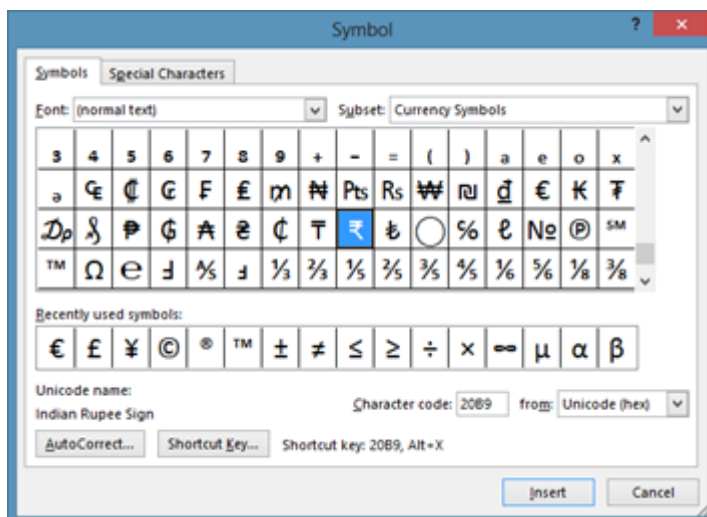 Symbol
?
×
Symbols Special Characters
Font: (normal text) Subset: Currency Symbols
3 4 5 6 7 8 9 + − = ( ) a e o x
ə ₠ ₡ ₢ ₣ ₤ ₥ ₦ ₧ ₨ ₩ ₪ ₫ € ₭ ₮
₯ ₰ ₱ ₲ ₳ ₴ ₵ ₸ ₹ ₺ ◯ ℅ ℓ № ℗ ℠
™ Ω ℮ Ⅎ ⅍ ⅎ ⅓ ⅔ ⅕ ⅖ ⅗ ⅘ ⅙ ⅚ ⅛ ⅜
Recently used symbols:
€ £ ¥ © ® ™ ± ≠ ≤ ≥ ÷ × ∞ µ α β
Unicode name:
Indian Rupee Sign
Character code: 20B9 from: Unicode (hex)
AutoCorrect... Shortcut Key... Shortcut key: 20B9, Alt+X
Insert Cancel